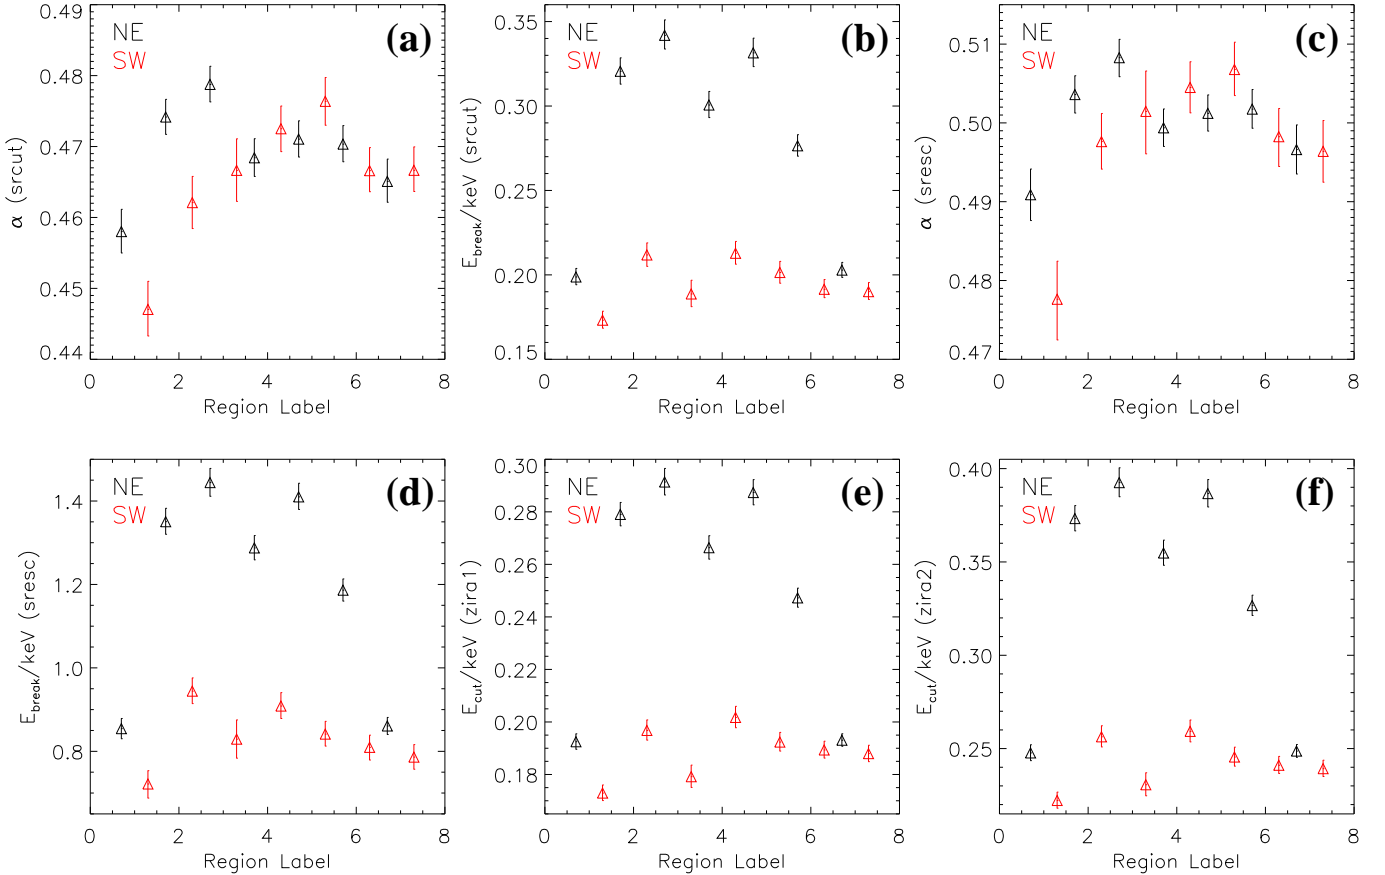 0.49
0.48
0.47
0.46
0.45
0.44
α (srcut)
NE
SW
(a)
0 2 4 6 8
Region Label
0.35
0.30
0.25
0.20
0.15
E_break/keV (srcut)
NE
SW
(b)
0 2 4 6 8
Region Label
0.51
0.50
0.49
0.48
0.47
α (sresc)
NE
SW
(c)
0 2 4 6 8
Region Label
1.4
1.2
1.0
0.8
E_break/keV (sresc)
NE
SW
(d)
0 2 4 6 8
Region Label
0.30
0.28
0.26
0.24
0.22
0.20
0.18
E_cut/keV (zira1)
NE
SW
(e)
0 2 4 6 8
Region Label
0.40
0.35
0.30
0.25
E_cut/keV (zira2)
NE
SW
(f)
0 2 4 6 8
Region Label